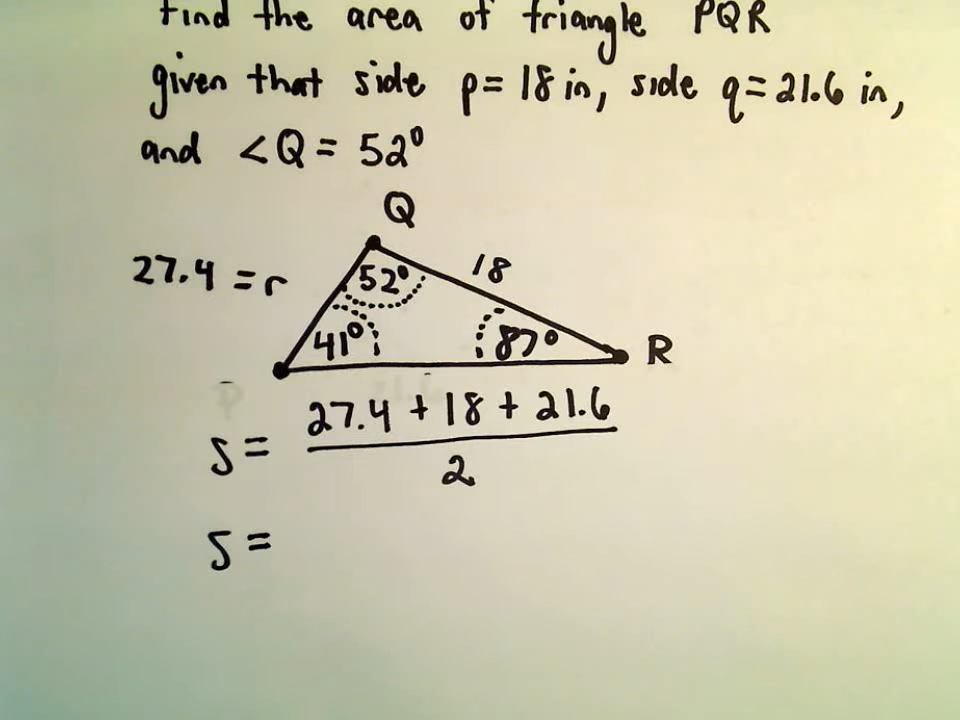 Find the area of triangle PQR
given that side p = 18 in, side q = 21.6 in,
and <Q = 52°
Q
27.4 = r
52°
18
41°
87°
R
27.4 + 18 + 21.6
s =
2
s =